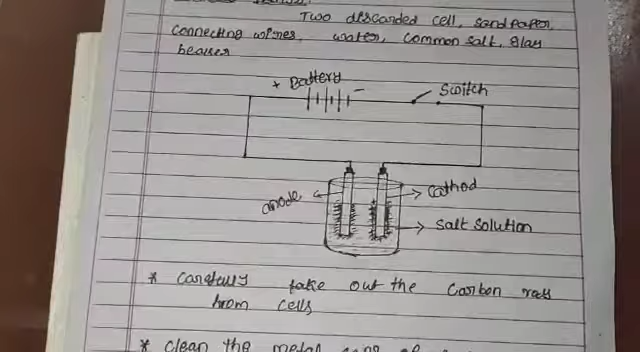 Two discarded cell, sand paper,
connecting wires, water, common salt, glass
beaker
+ Battery -
Switch
anode
cathod
salt solution
* carefully take out the carbon rods
from cells
* clean the metal